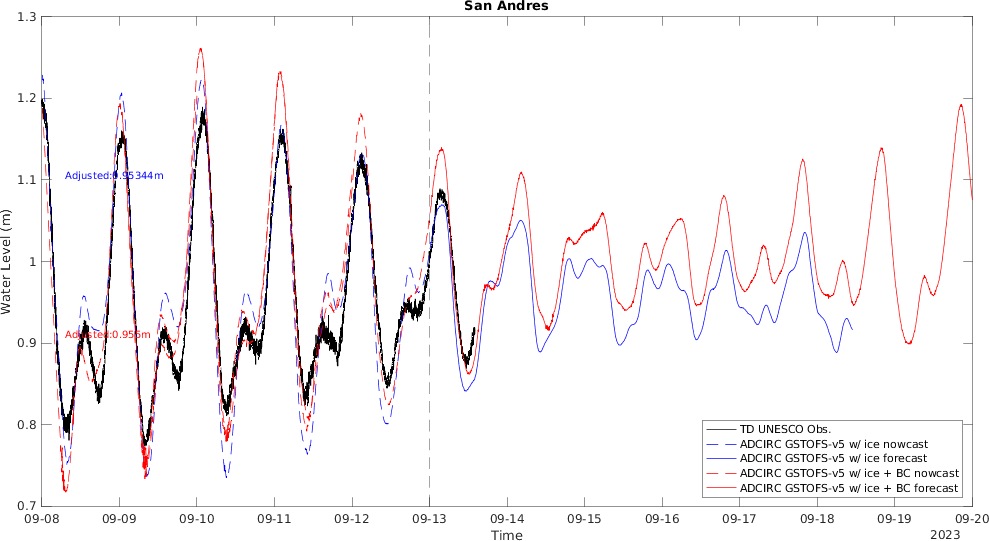 San Andres
Water Level (m)
1.3
1.2
1.1
1
0.9
0.8
0.7
Adjusted:0.95344m
Adjusted:0.956m
TD UNESCO Obs.
ADCIRC GSTOFS-v5 w/ ice nowcast
ADCIRC GSTOFS-v5 w/ ice forecast
ADCIRC GSTOFS-v5 w/ ice + BC nowcast
ADCIRC GSTOFS-v5 w/ ice + BC forecast
09-08 09-09 09-10 09-11 09-12 09-13 09-14 09-15 09-16 09-17 09-18 09-19 09-20
Time
2023